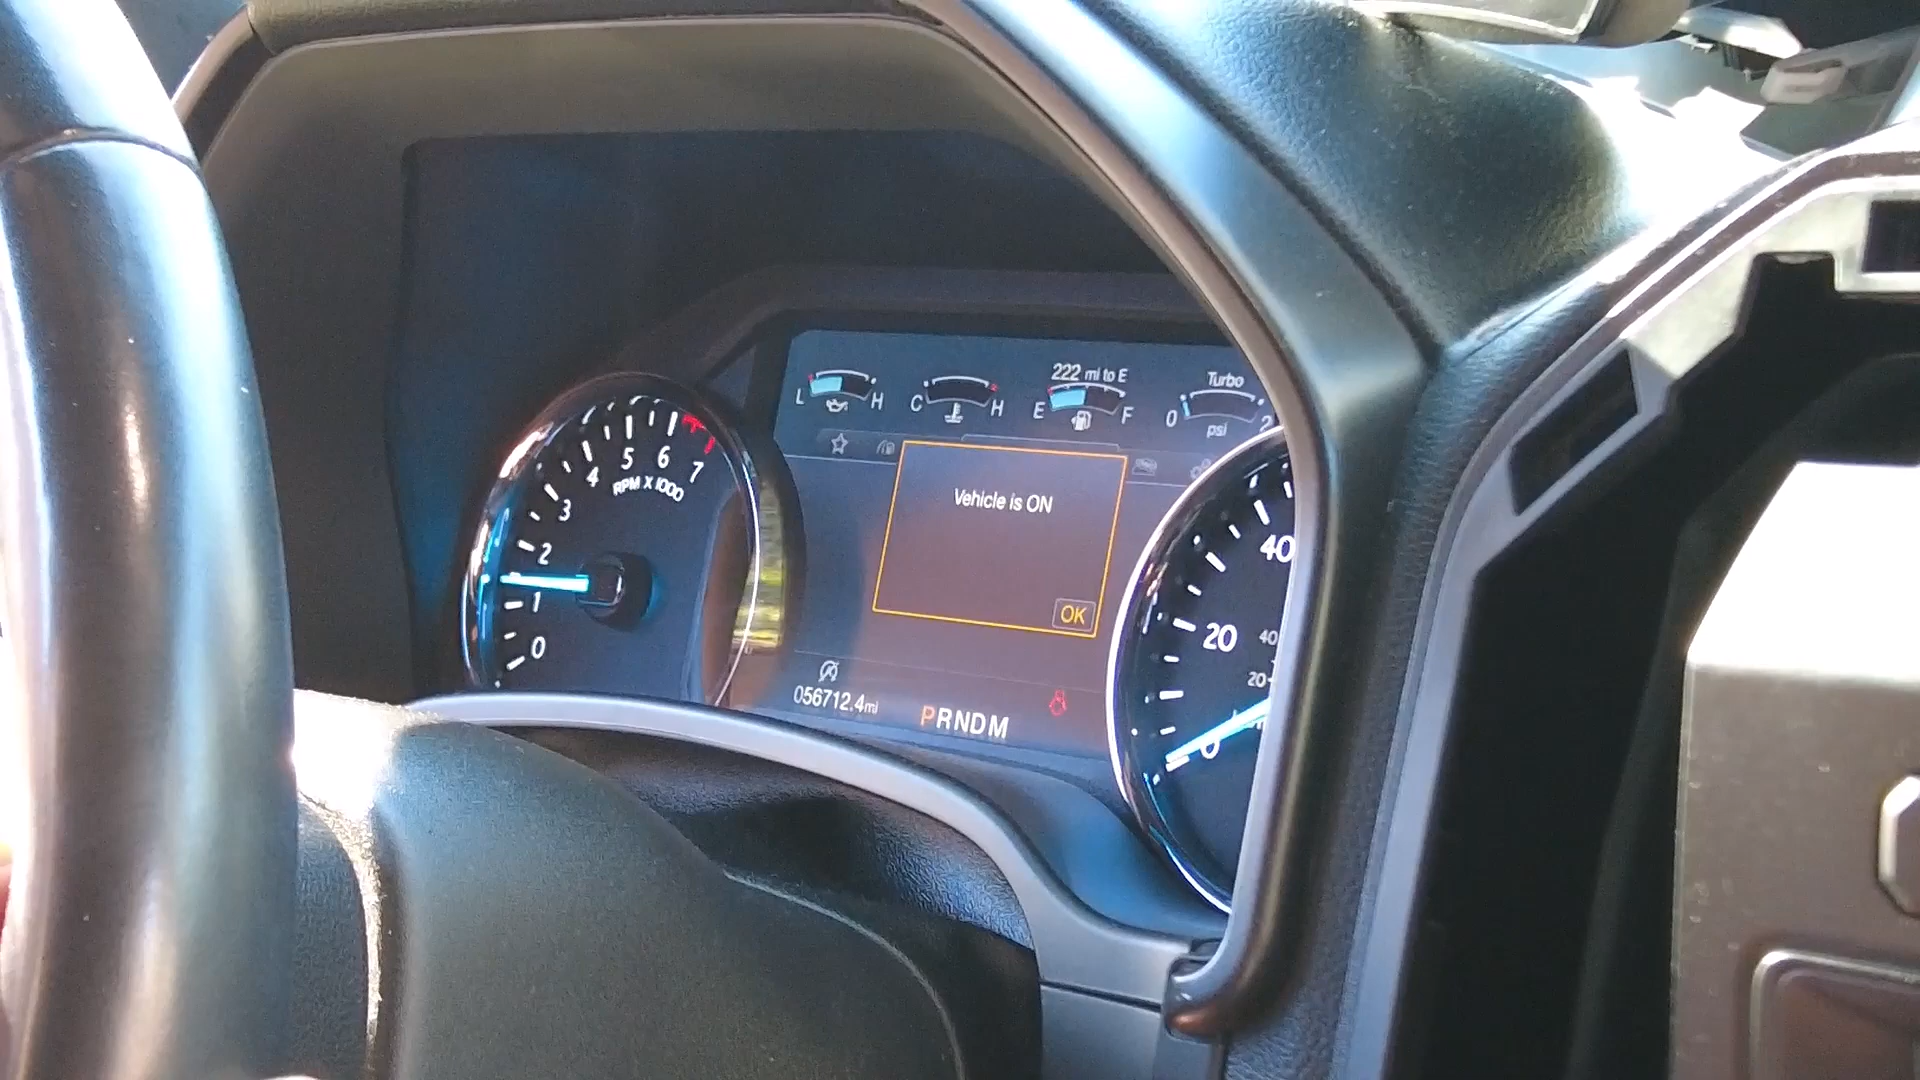 222 mi to E
Turbo
L H
C H
E F
0 2
psi
5 6 7
4
3
2
1
0
RPM X 1000
Vehicle is ON
OK
40
20
0
40
20
056712.4mi
PRNDM